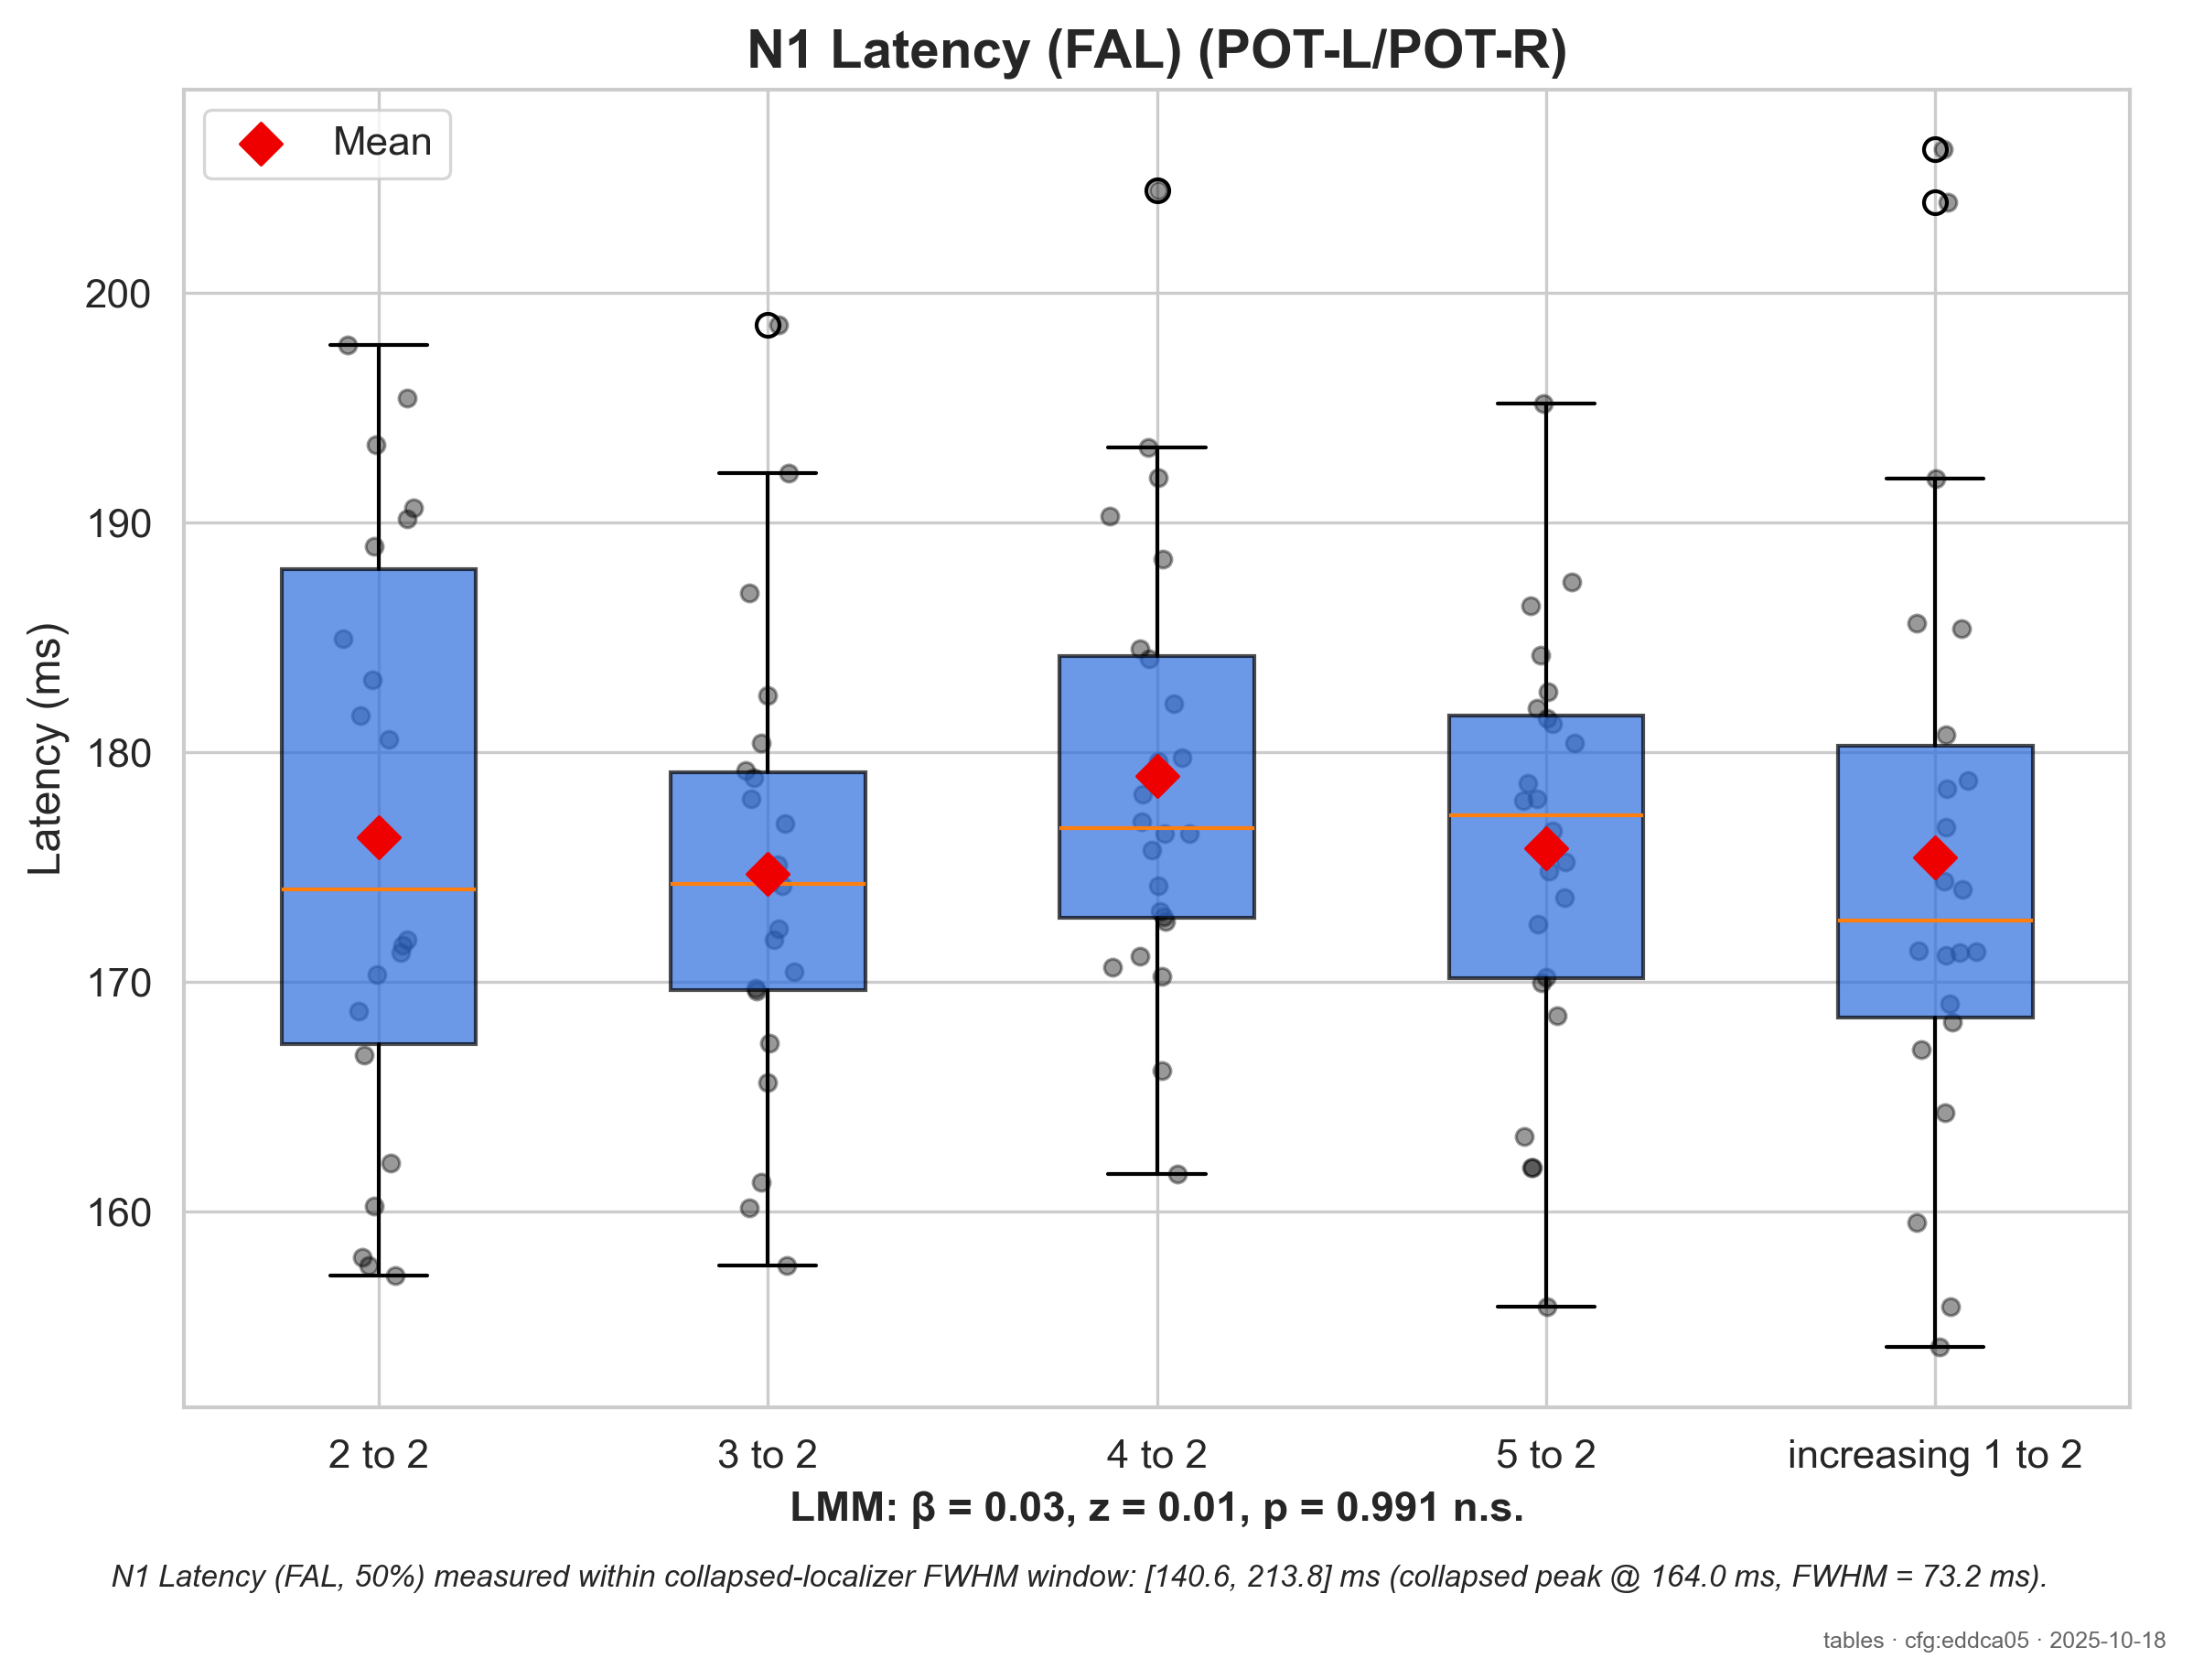 N1 Latency (FAL) (POT-L/POT-R)
Mean
Latency (ms)
200
190
180
170
160
2 to 2
3 to 2
4 to 2
5 to 2
increasing 1 to 2
LMM: β = 0.03, z = 0.01, p = 0.991 n.s.
N1 Latency (FAL, 50%) measured within collapsed-localizer FWHM window: [140.6, 213.8] ms (collapsed peak @ 164.0 ms, FWHM = 73.2 ms).
tables · cfg:eddca05 · 2025-10-18